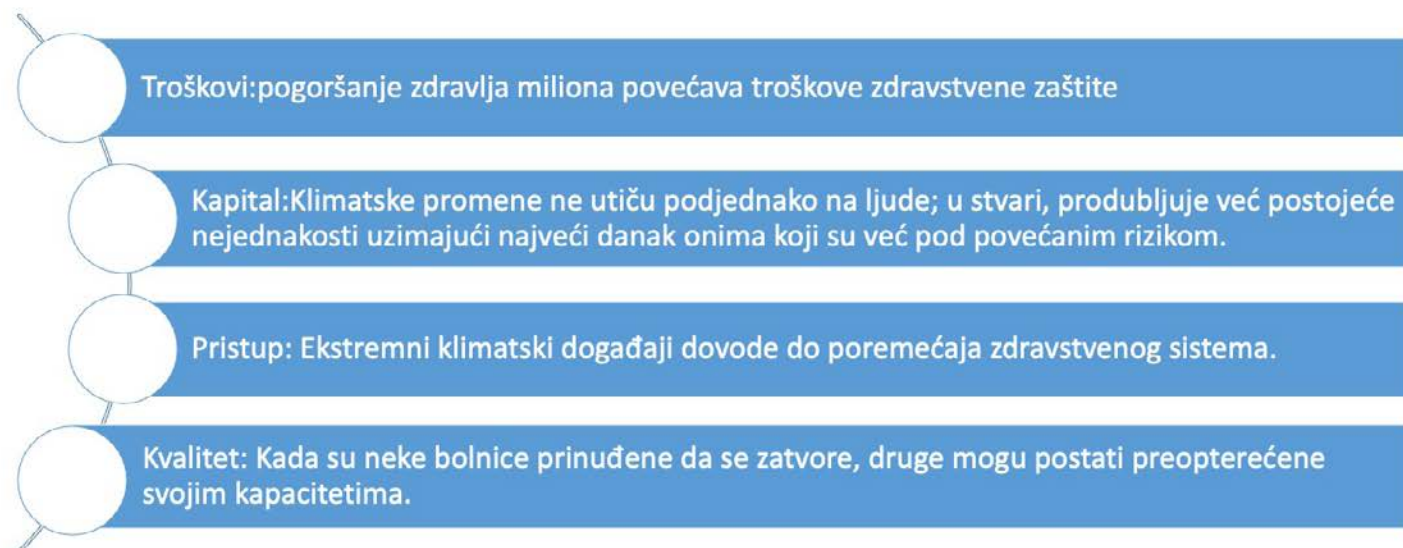 Troškovi:pogoršanje zdravlja miliona povećava troškove zdravstvene zaštite
Kapital:Klimatske promene ne utiču podjednako na ljude; u stvari, produbljuje već postojeće
nejednakosti uzimajući najveći danak onima koji su već pod povećanim rizikom.
Pristup: Ekstremni klimatski događaji dovode do poremećaja zdravstvenog sistema.
Kvalitet: Kada su neke bolnice prinuđene da se zatvore, druge mogu postati preopterećene
svojim kapacitetima.